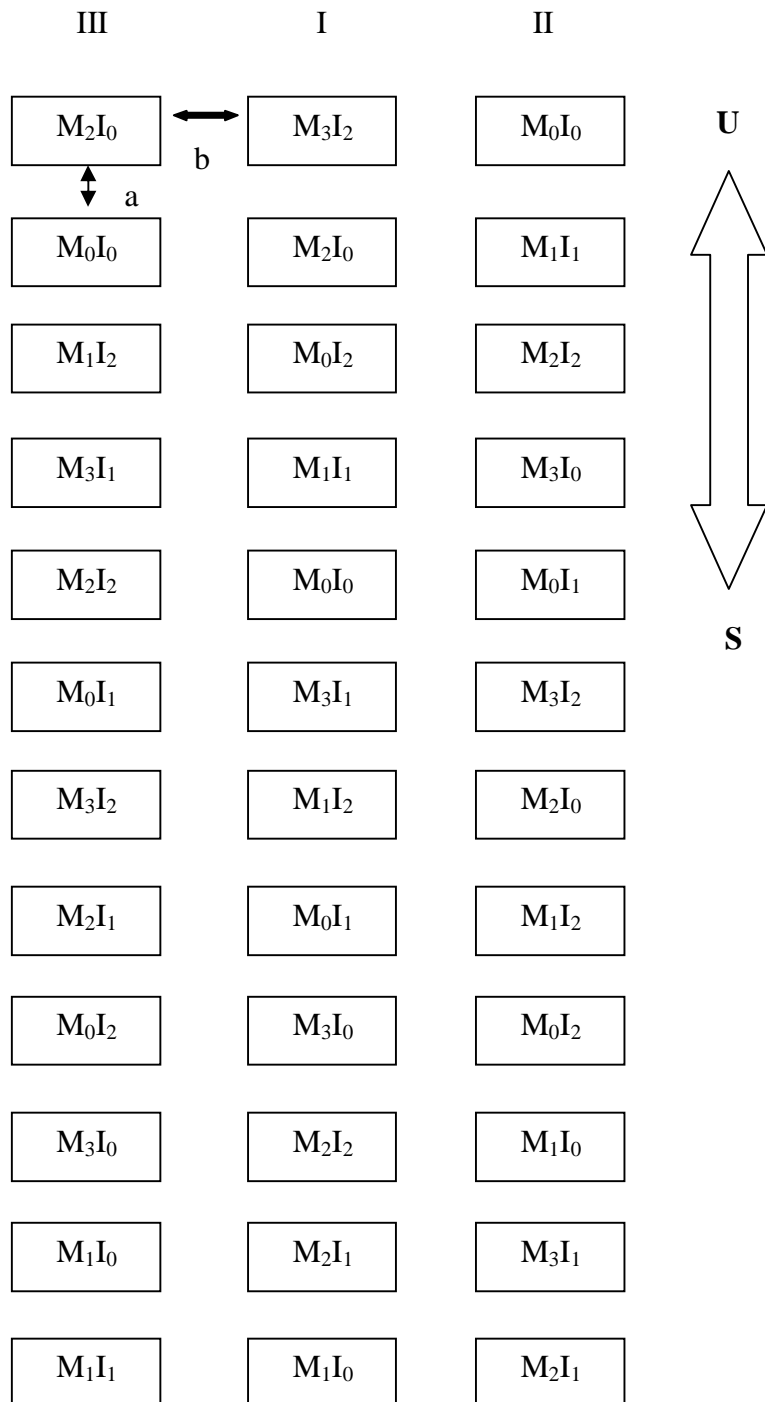 III I II
M₂I₀ M₃I₂ M₀I₀ U
b
a
M₀I₀ M₂I₀ M₁I₁
M₁I₂ M₀I₂ M₂I₂
M₃I₁ M₁I₁ M₃I₀
M₂I₂ M₀I₀ M₀I₁
S
M₀I₁ M₃I₁ M₃I₂
M₃I₂ M₁I₂ M₂I₀
M₂I₁ M₀I₁ M₁I₂
M₀I₂ M₃I₀ M₀I₂
M₃I₀ M₂I₂ M₁I₀
M₁I₀ M₂I₁ M₃I₁
M₁I₁ M₁I₀ M₂I₁